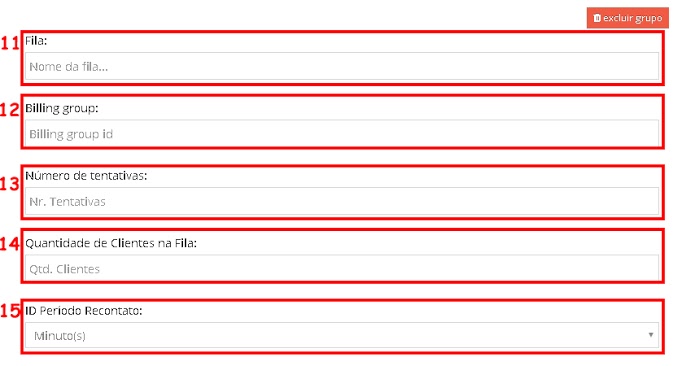 excluir grupo
11 Fila:
Nome da fila...
12 Billing group:
Billing group id
13 Número de tentativas:
Nr. Tentativas
14 Quantidade de Clientes na Fila:
Qtd. Clientes
15 ID Periodo Recontato:
Minuto(s)